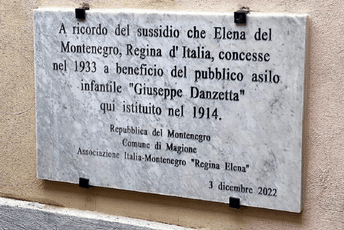 A ricordo del sussidio che Elena del
Montenegro, Regina d' Italia, concesse
nel 1933 a beneficio del pubblico asilo
infantile "Giuseppe Danzetta"
qui istituito nel 1914.
Repubblica del Montenegro
Comune di Magione
Associazione Italia-Montenegro "Regina Elena"
3 dicembre 2022